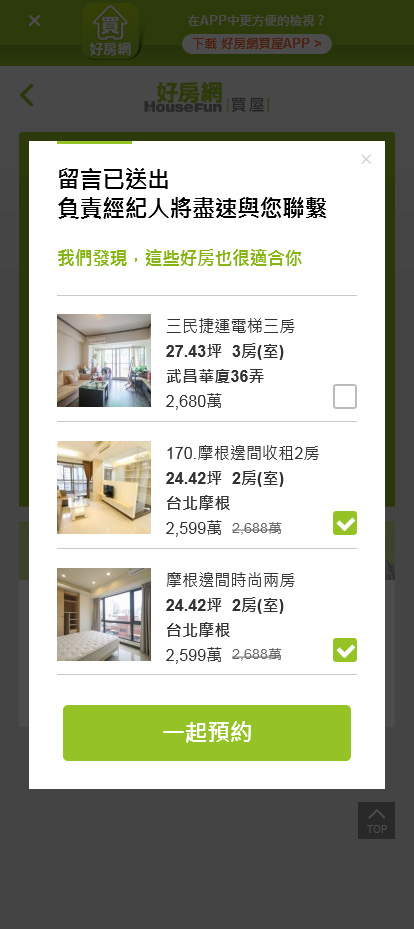 在APP中更方便的檢視？
買
好房網
下載 好房網買屋APP >
好房網
HouseFun |買屋|
留言已送出
負責經紀人將盡速與您聯繫
我們發現，這些好房也很適合你
三民捷運電梯三房
27.43坪 3房(室)
武昌華廈36弄
2,680萬
170.摩根邊間收租2房
24.42坪 2房(室)
台北摩根
2,599萬 2,688萬
摩根邊間時尚兩房
24.42坪 2房(室)
台北摩根
2,599萬 2,688萬
一起預約
TOP